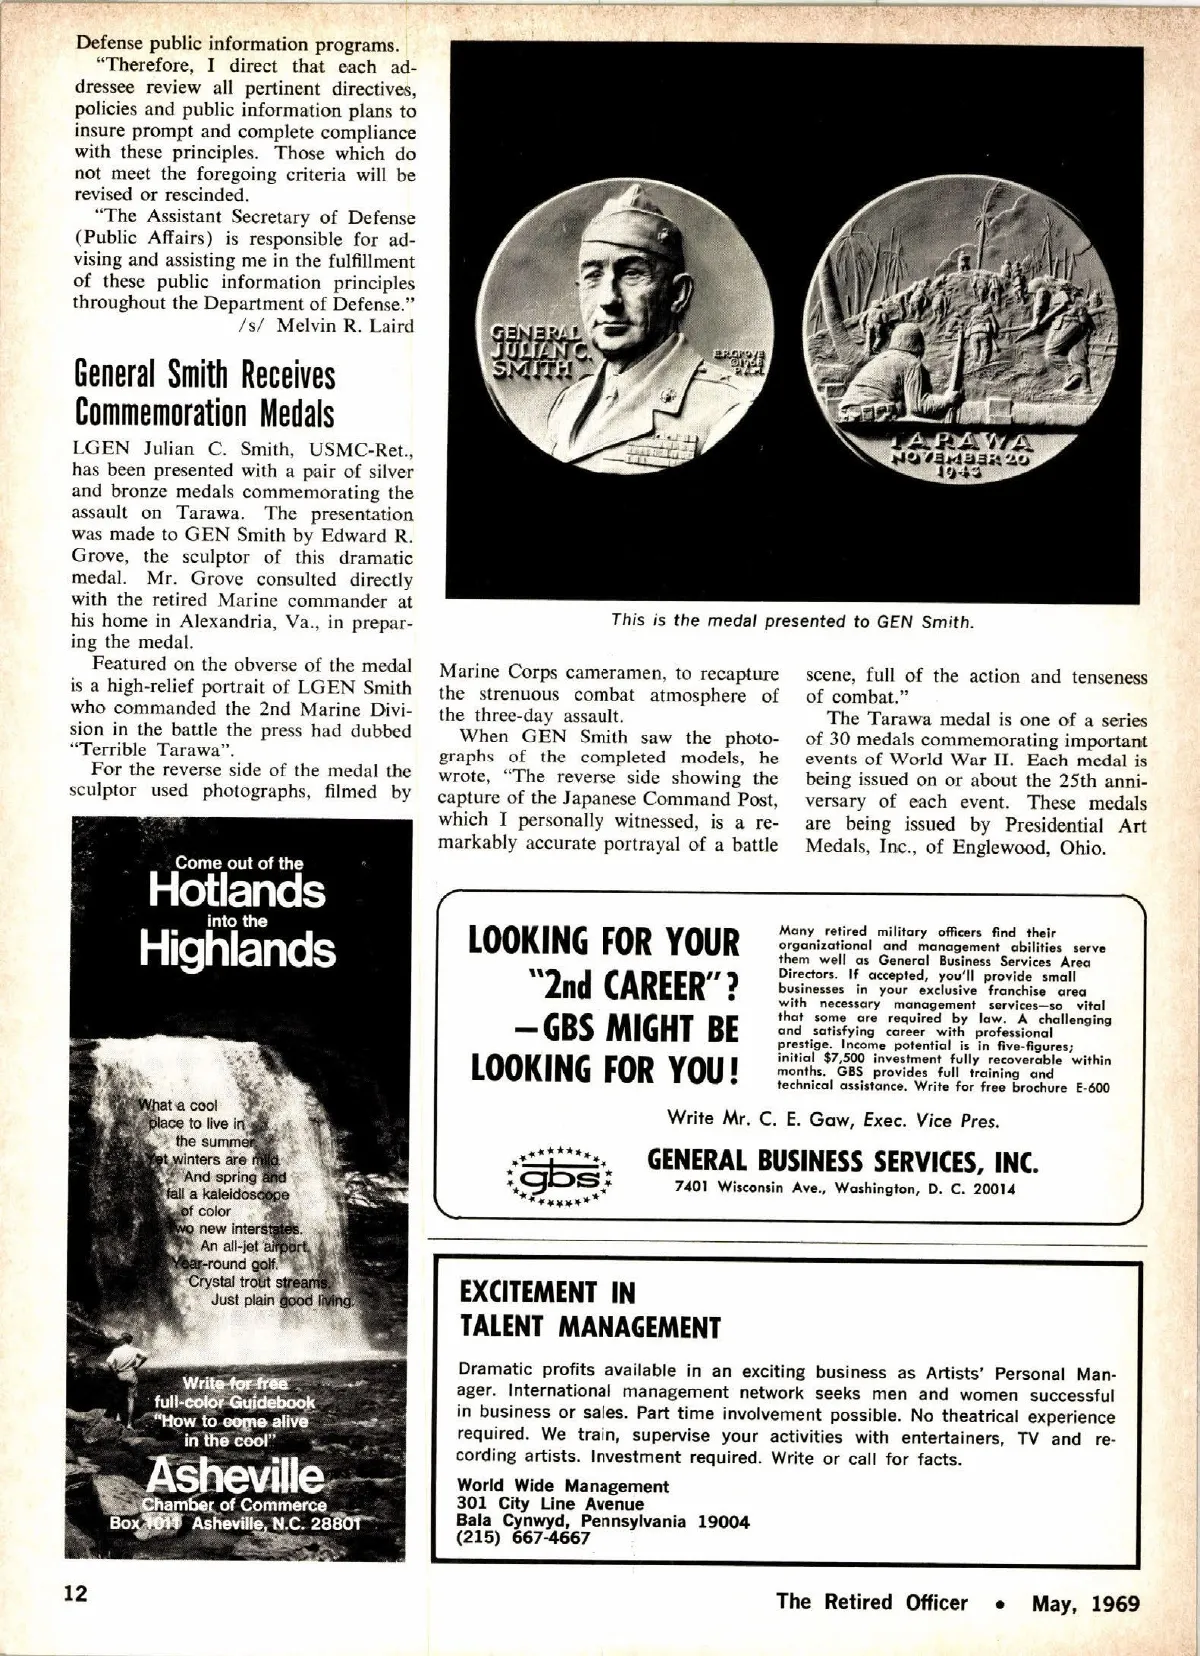 Defense public information programs.
"Therefore, I direct that each ad-
dressee review all pertinent directives,
policies and public information plans to
insure prompt and complete compliance
with these principles. Those which do
not meet the foregoing criteria will be
revised or rescinded.
"The Assistant Secretary of Defense
(Public Affairs) is responsible for ad-
vising and assisting me in the fulfillment
of these public information principles
throughout the Department of Defense."
/s/ Melvin R. Laird
General Smith Receives
Commemoration Medals
LGEN Julian C. Smith, USMC-Ret.,
has been presented with a pair of silver
and bronze medals commemorating the
assault on Tarawa. The presentation
was made to GEN Smith by Edward R.
Grove, the sculptor of this dramatic
medal. Mr. Grove consulted directly
with the retired Marine commander at
his home in Alexandria, Va., in prepar-
ing the medal.
Featured on the obverse of the medal
is a high-relief portrait of LGEN Smith
who commanded the 2nd Marine Divi-
sion in the battle the press had dubbed
"Terrible Tarawa".
For the reverse side of the medal the
sculptor used photographs, filmed by
GENERAL
JULIAN C.
SMITH
E.R.GROVE
©1968
P.A.M.
TARAWA
NOVEMBER 20
1943
This is the medal presented to GEN Smith.
Marine Corps cameramen, to recapture
the strenuous combat atmosphere of
the three-day assault.
When GEN Smith saw the photo-
graphs of the completed models, he
wrote, "The reverse side showing the
capture of the Japanese Command Post,
which I personally witnessed, is a re-
markably accurate portrayal of a battle
scene, full of the action and tenseness
of combat."
The Tarawa medal is one of a series
of 30 medals commemorating important
events of World War II. Each medal is
being issued on or about the 25th anni-
versary of each event. These medals
are being issued by Presidential Art
Medals, Inc., of Englewood, Ohio.
Come out of the
Hotlands
into the
Highlands
What a cool
place to live in
the summer
Yet winters are mild.
And spring and
fall a kaleidoscope
of color
Two new interstates.
An all-jet airport.
Year-round golf.
Crystal trout streams.
Just plain good living.
Write for free
full-color Guidebook
"How to come alive
in the cool"
Asheville
Chamber of Commerce
Box 1011 Asheville, N.C. 28801
LOOKING FOR YOUR
"2nd CAREER"?
—GBS MIGHT BE
LOOKING FOR YOU!
Many retired military officers find their
organizational and management abilities serve
them well as General Business Services Area
Directors. If accepted, you'll provide small
businesses in your exclusive franchise area
with necessary management services—so vital
that some are required by law. A challenging
and satisfying career with professional
prestige. Income potential is in five-figures;
initial $7,500 investment fully recoverable within
months. GBS provides full training and
technical assistance. Write for free brochure E-600
Write Mr. C. E. Gaw, Exec. Vice Pres.
gbs
GENERAL BUSINESS SERVICES, INC.
7401 Wisconsin Ave., Washington, D. C. 20014
EXCITEMENT IN
TALENT MANAGEMENT
Dramatic profits available in an exciting business as Artists' Personal Man-
ager. International management network seeks men and women successful
in business or sales. Part time involvement possible. No theatrical experience
required. We train, supervise your activities with entertainers, TV and re-
cording artists. Investment required. Write or call for facts.
World Wide Management
301 City Line Avenue
Bala Cynwyd, Pennsylvania 19004
(215) 667-4667
12
The Retired Officer • May, 1969